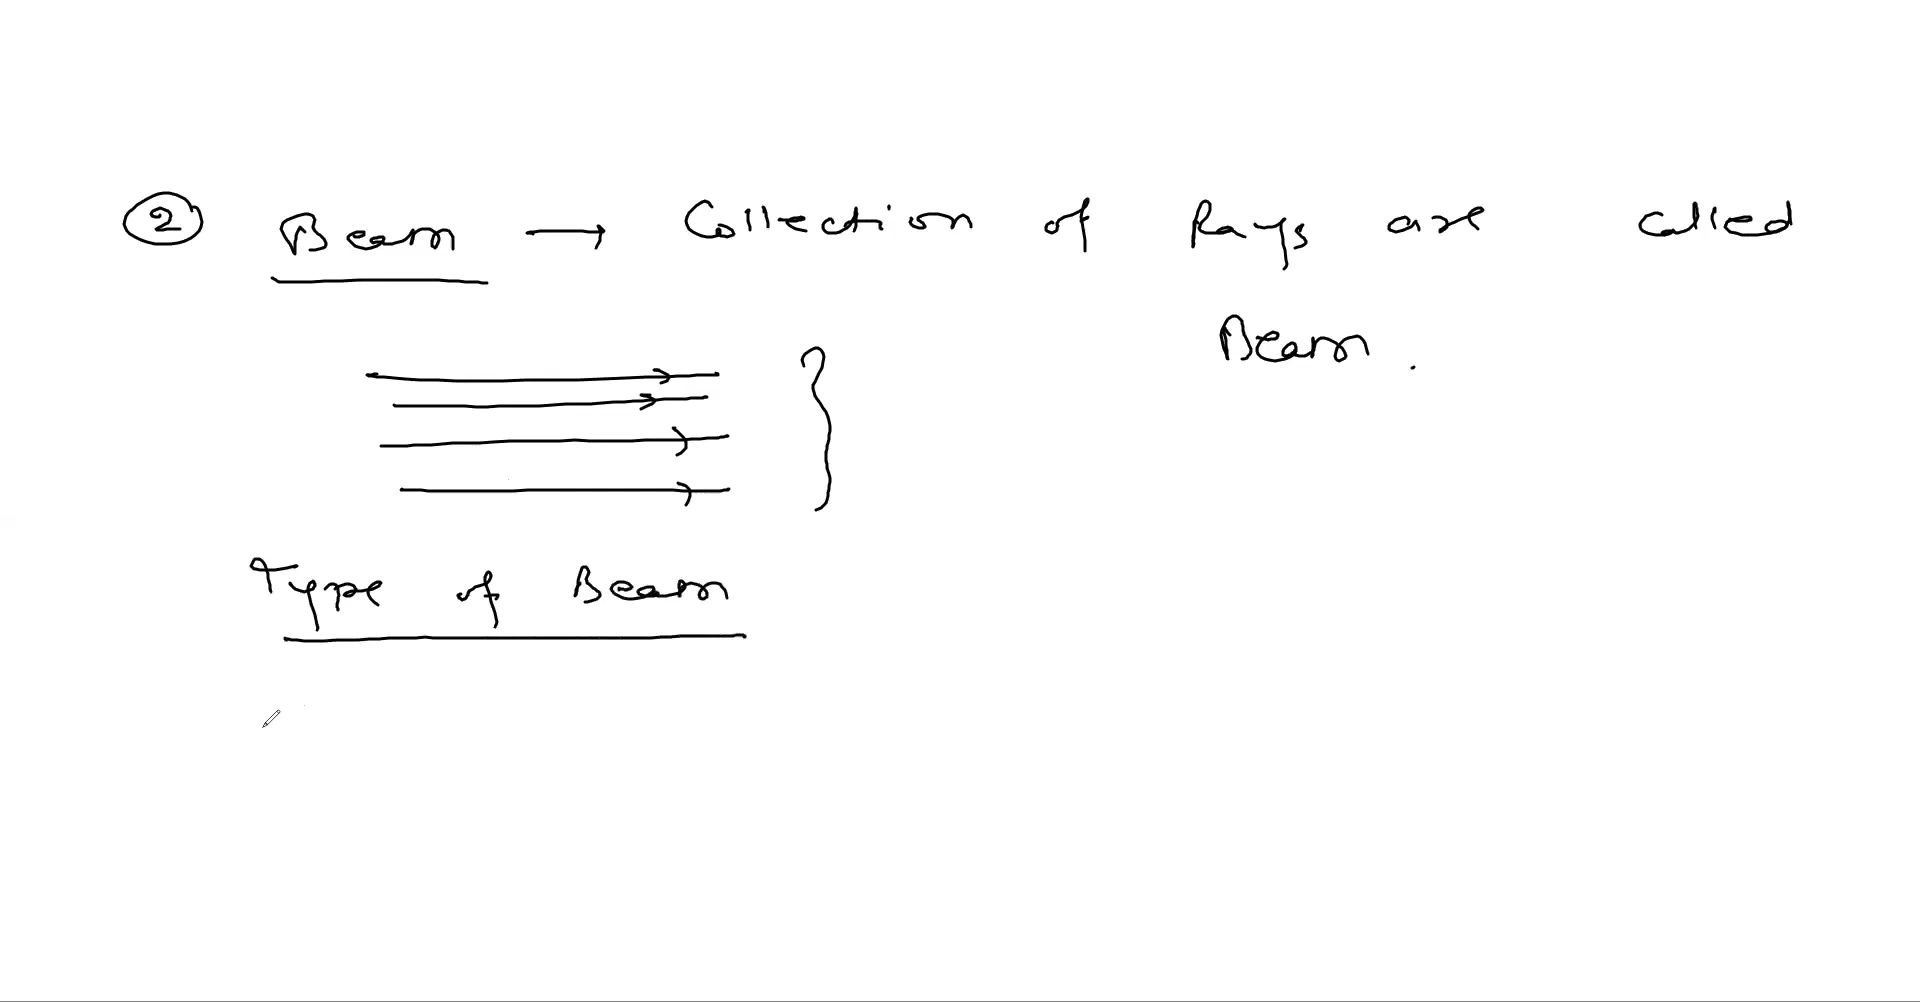 ② Beam → Collection of Rays are called
Beam.
Type of Beam